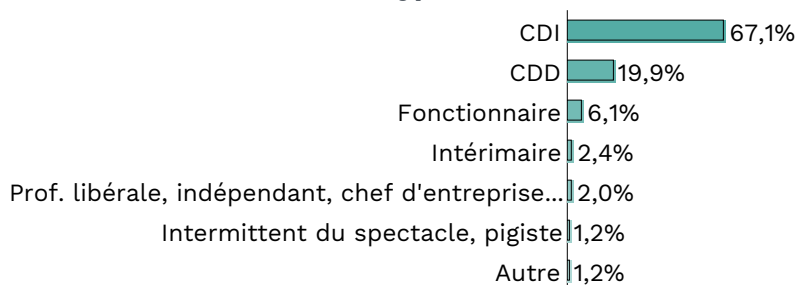 CDI 67,1%
CDD 19,9%
Fonctionnaire 6,1%
Intérimaire 2,4%
Prof. libérale, indépendant, chef d'entreprise... 2,0%
Intermittent du spectacle, pigiste 1,2%
Autre 1,2%